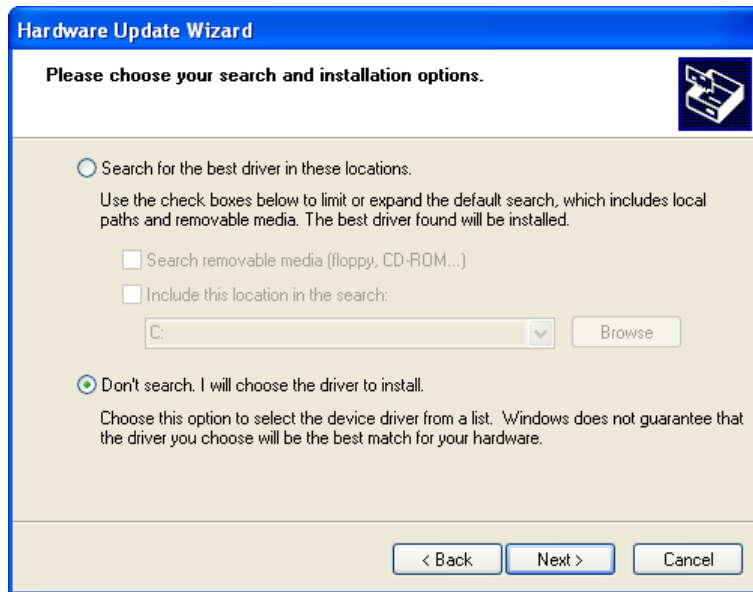 Hardware Update Wizard
Please choose your search and installation options.
Search for the best driver in these locations.
Use the check boxes below to limit or expand the default search, which includes local
paths and removable media. The best driver found will be installed.
Search removable media (floppy, CD-ROM...)
Include this location in the search:
C:
Browse
Don't search. I will choose the driver to install.
Choose this option to select the device driver from a list. Windows does not guarantee that
the driver you choose will be the best match for your hardware.
< Back Next > Cancel